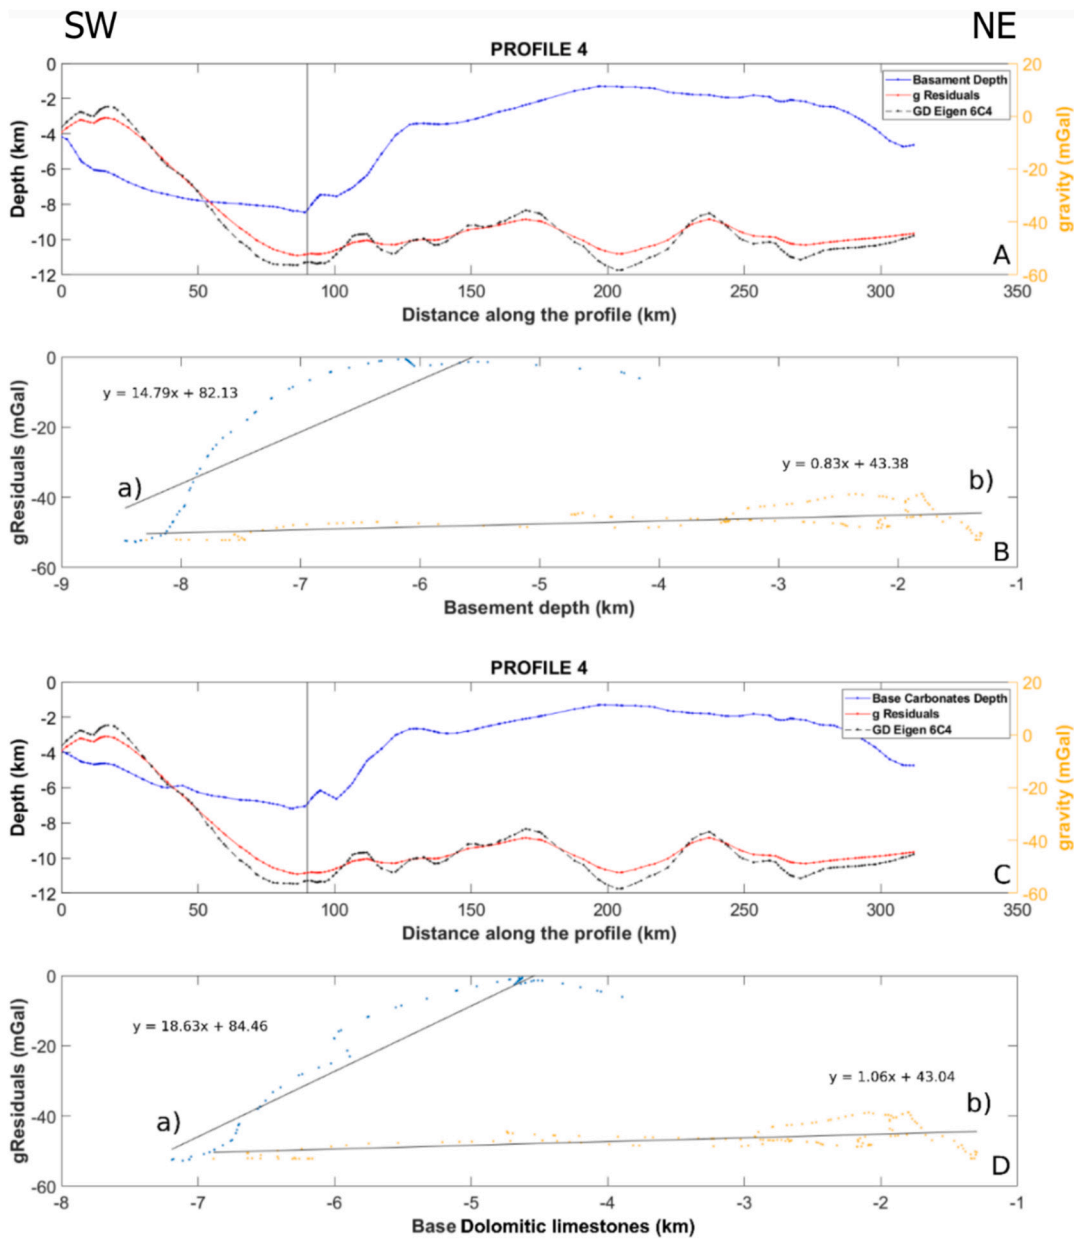 SW NE
PROFILE 4
Basament Depth
g Residuals
GD Eigen 6C4
0 -2 -4 -6 -8 -10 -12
Depth (km)
20 0 -20 -40 -60
gravity (mGal)
A
0 50 100 150 200 250 300 350
Distance along the profile (km)
0 -20 -40 -60
gResiduals (mGal)
y = 14.79x + 82.13
a)
y = 0.83x + 43.38
b)
B
-9 -8 -7 -6 -5 -4 -3 -2 -1
Basement depth (km)
PROFILE 4
Base Carbonates Depth
g Residuals
GD Eigen 6C4
0 -2 -4 -6 -8 -10 -12
Depth (km)
20 0 -20 -40 -60
gravity (mGal)
C
0 50 100 150 200 250 300 350
Distance along the profile (km)
0 -20 -40 -60
gResiduals (mGal)
y = 18.63x + 84.46
a)
y = 1.06x + 43.04
b)
D
-8 -7 -6 -5 -4 -3 -2 -1
Base Dolomitic limestones (km)